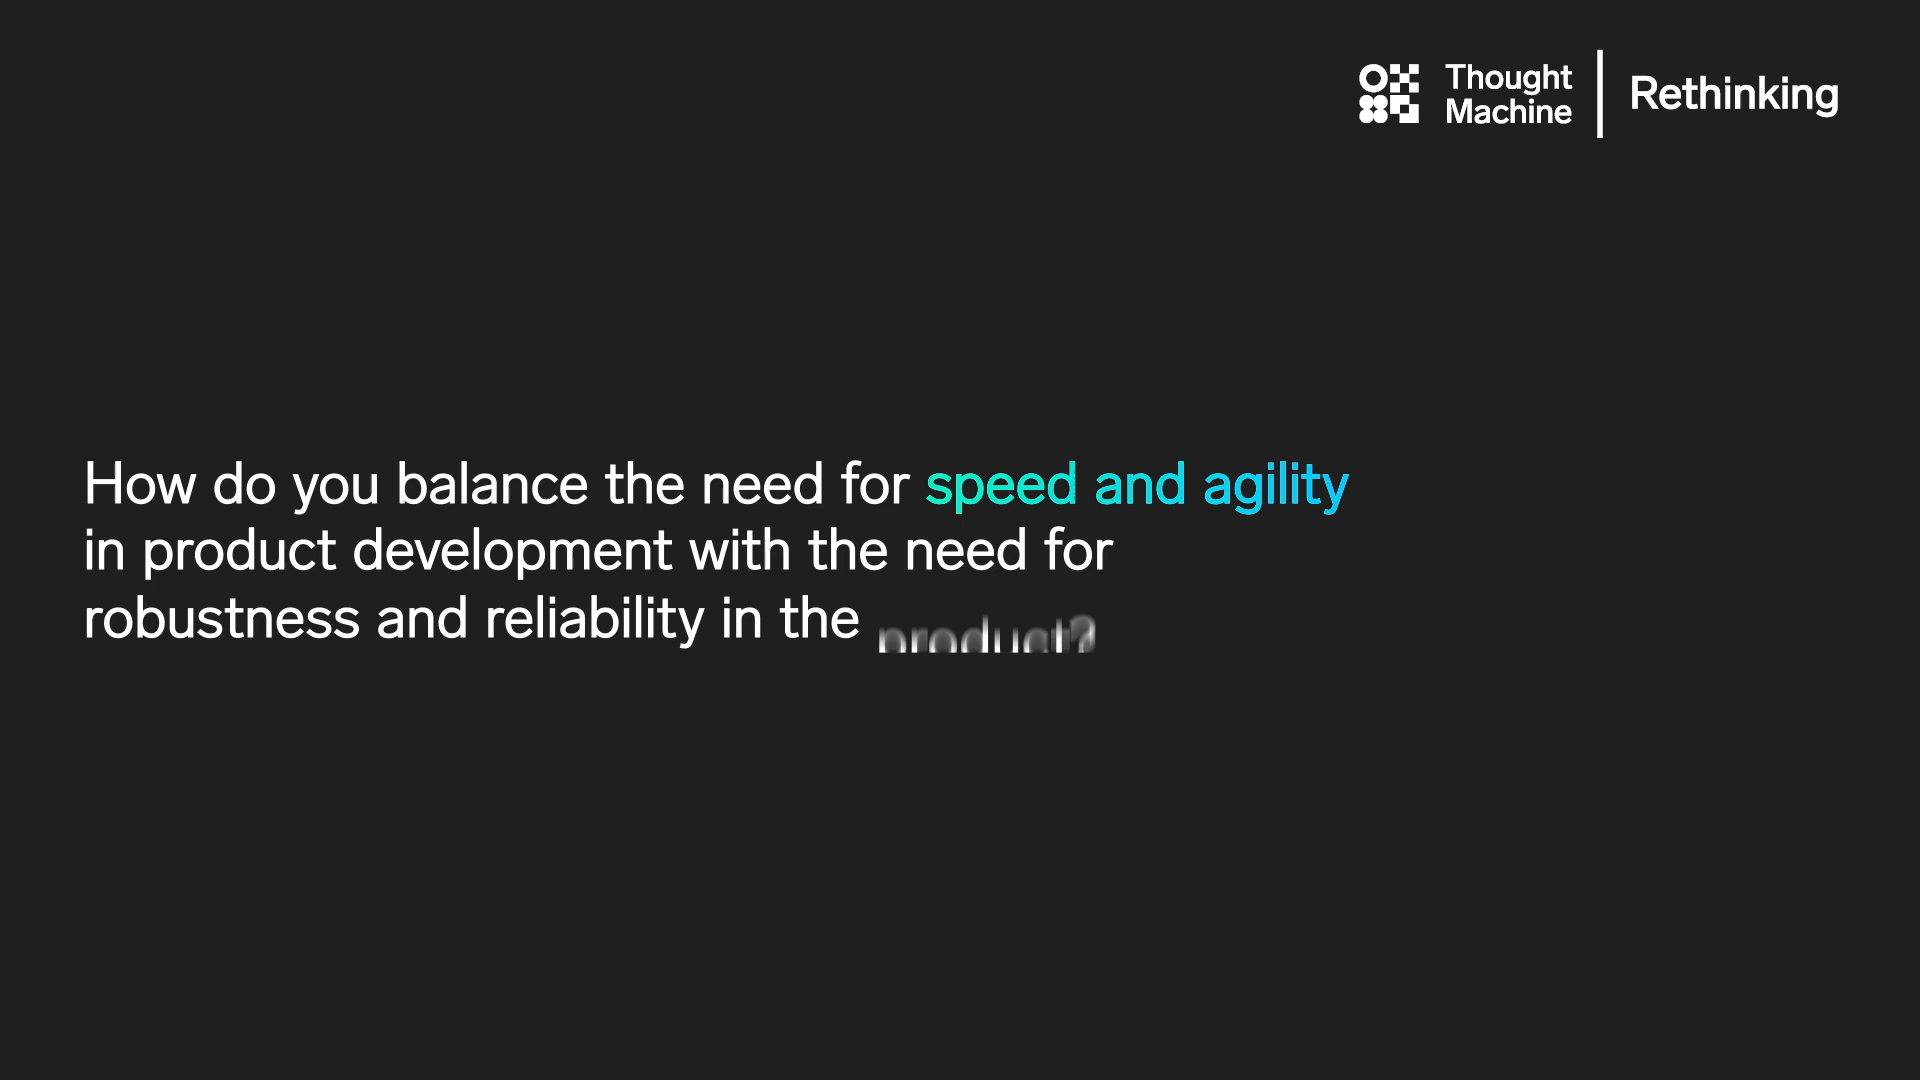 Thought
Machine
Rethinking
How do you balance the need for speed and agility
in product development with the need for
robustness and reliability in the product?